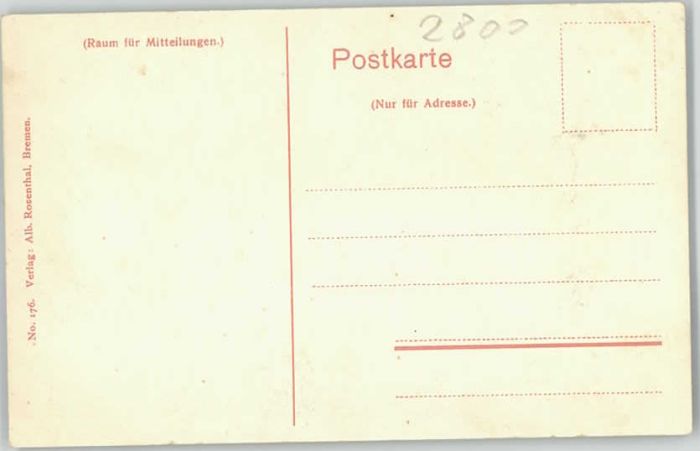 (Raum für Mitteilungen.)
2800
Postkarte
(Nur für Adresse.)
No. 176. Verlag: Alb. Rosenthal, Bremen.